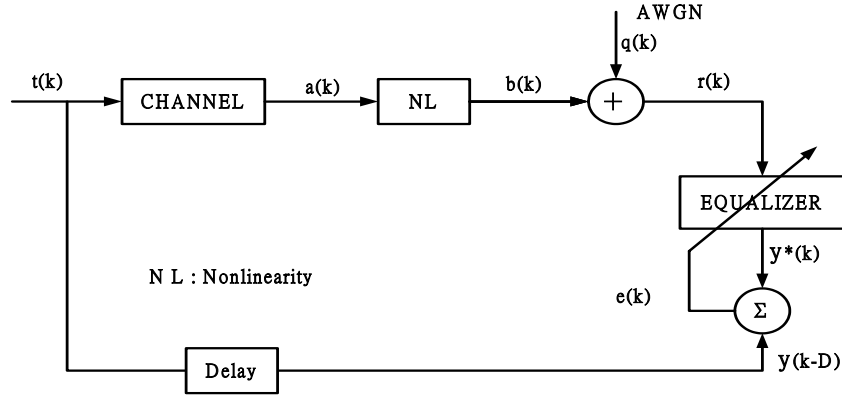 AWGN
q(k)
t(k)
CHANNEL
a(k)
NL
b(k)
+
r(k)
EQUALIZER
y*(k)
N L : Nonlinearity
e(k)
Σ
Delay
y(k-D)